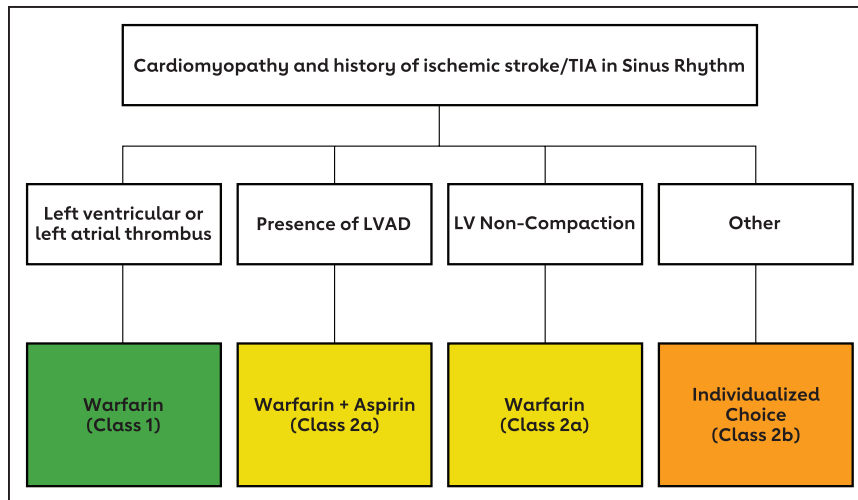 Cardiomyopathy and history of ischemic stroke/TIA in Sinus Rhythm
Left ventricular or
left atrial thrombus
Presence of LVAD
LV Non-Compaction
Other
Warfarin
(Class 1)
Warfarin + Aspirin
(Class 2a)
Warfarin
(Class 2a)
Individualized
Choice
(Class 2b)